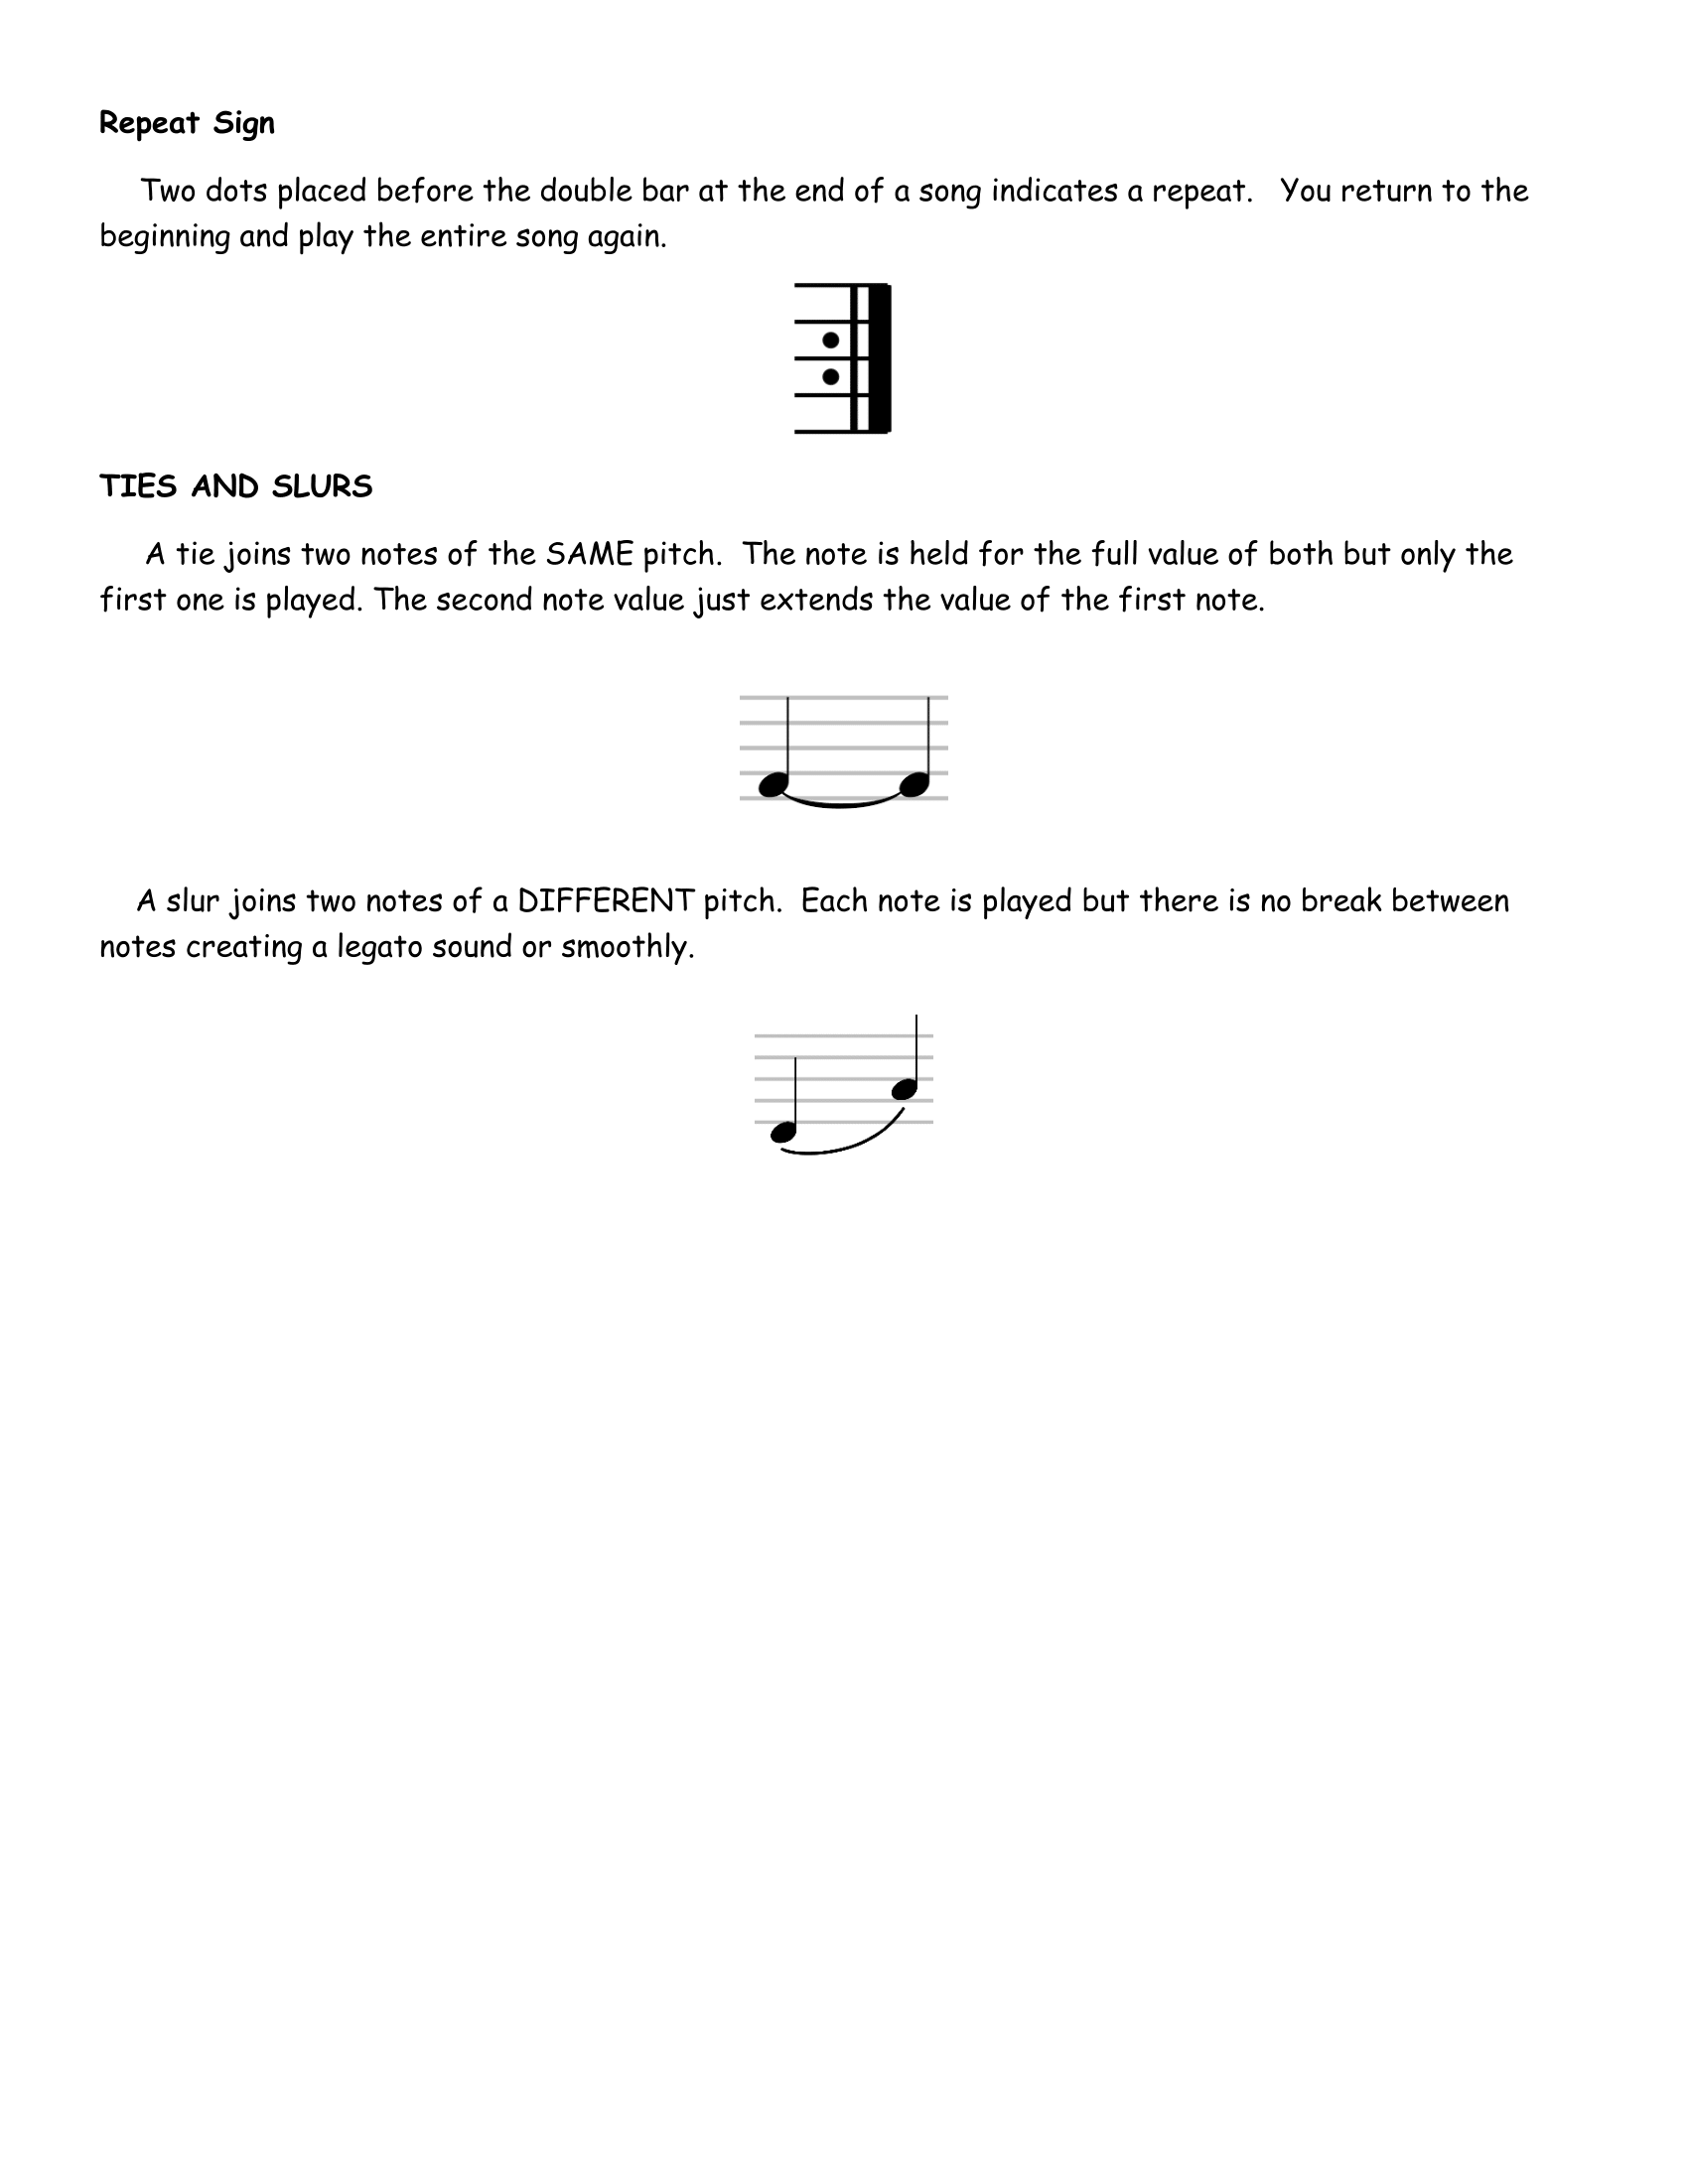 Repeat Sign
Two dots placed before the double bar at the end of a song indicates a repeat.   You return to the
beginning and play the entire song again.
TIES AND SLURS
A tie joins two notes of the SAME pitch.  The note is held for the full value of both but only the
first one is played. The second note value just extends the value of the first note.
A slur joins two notes of a DIFFERENT pitch.  Each note is played but there is no break between
notes creating a legato sound or smoothly.